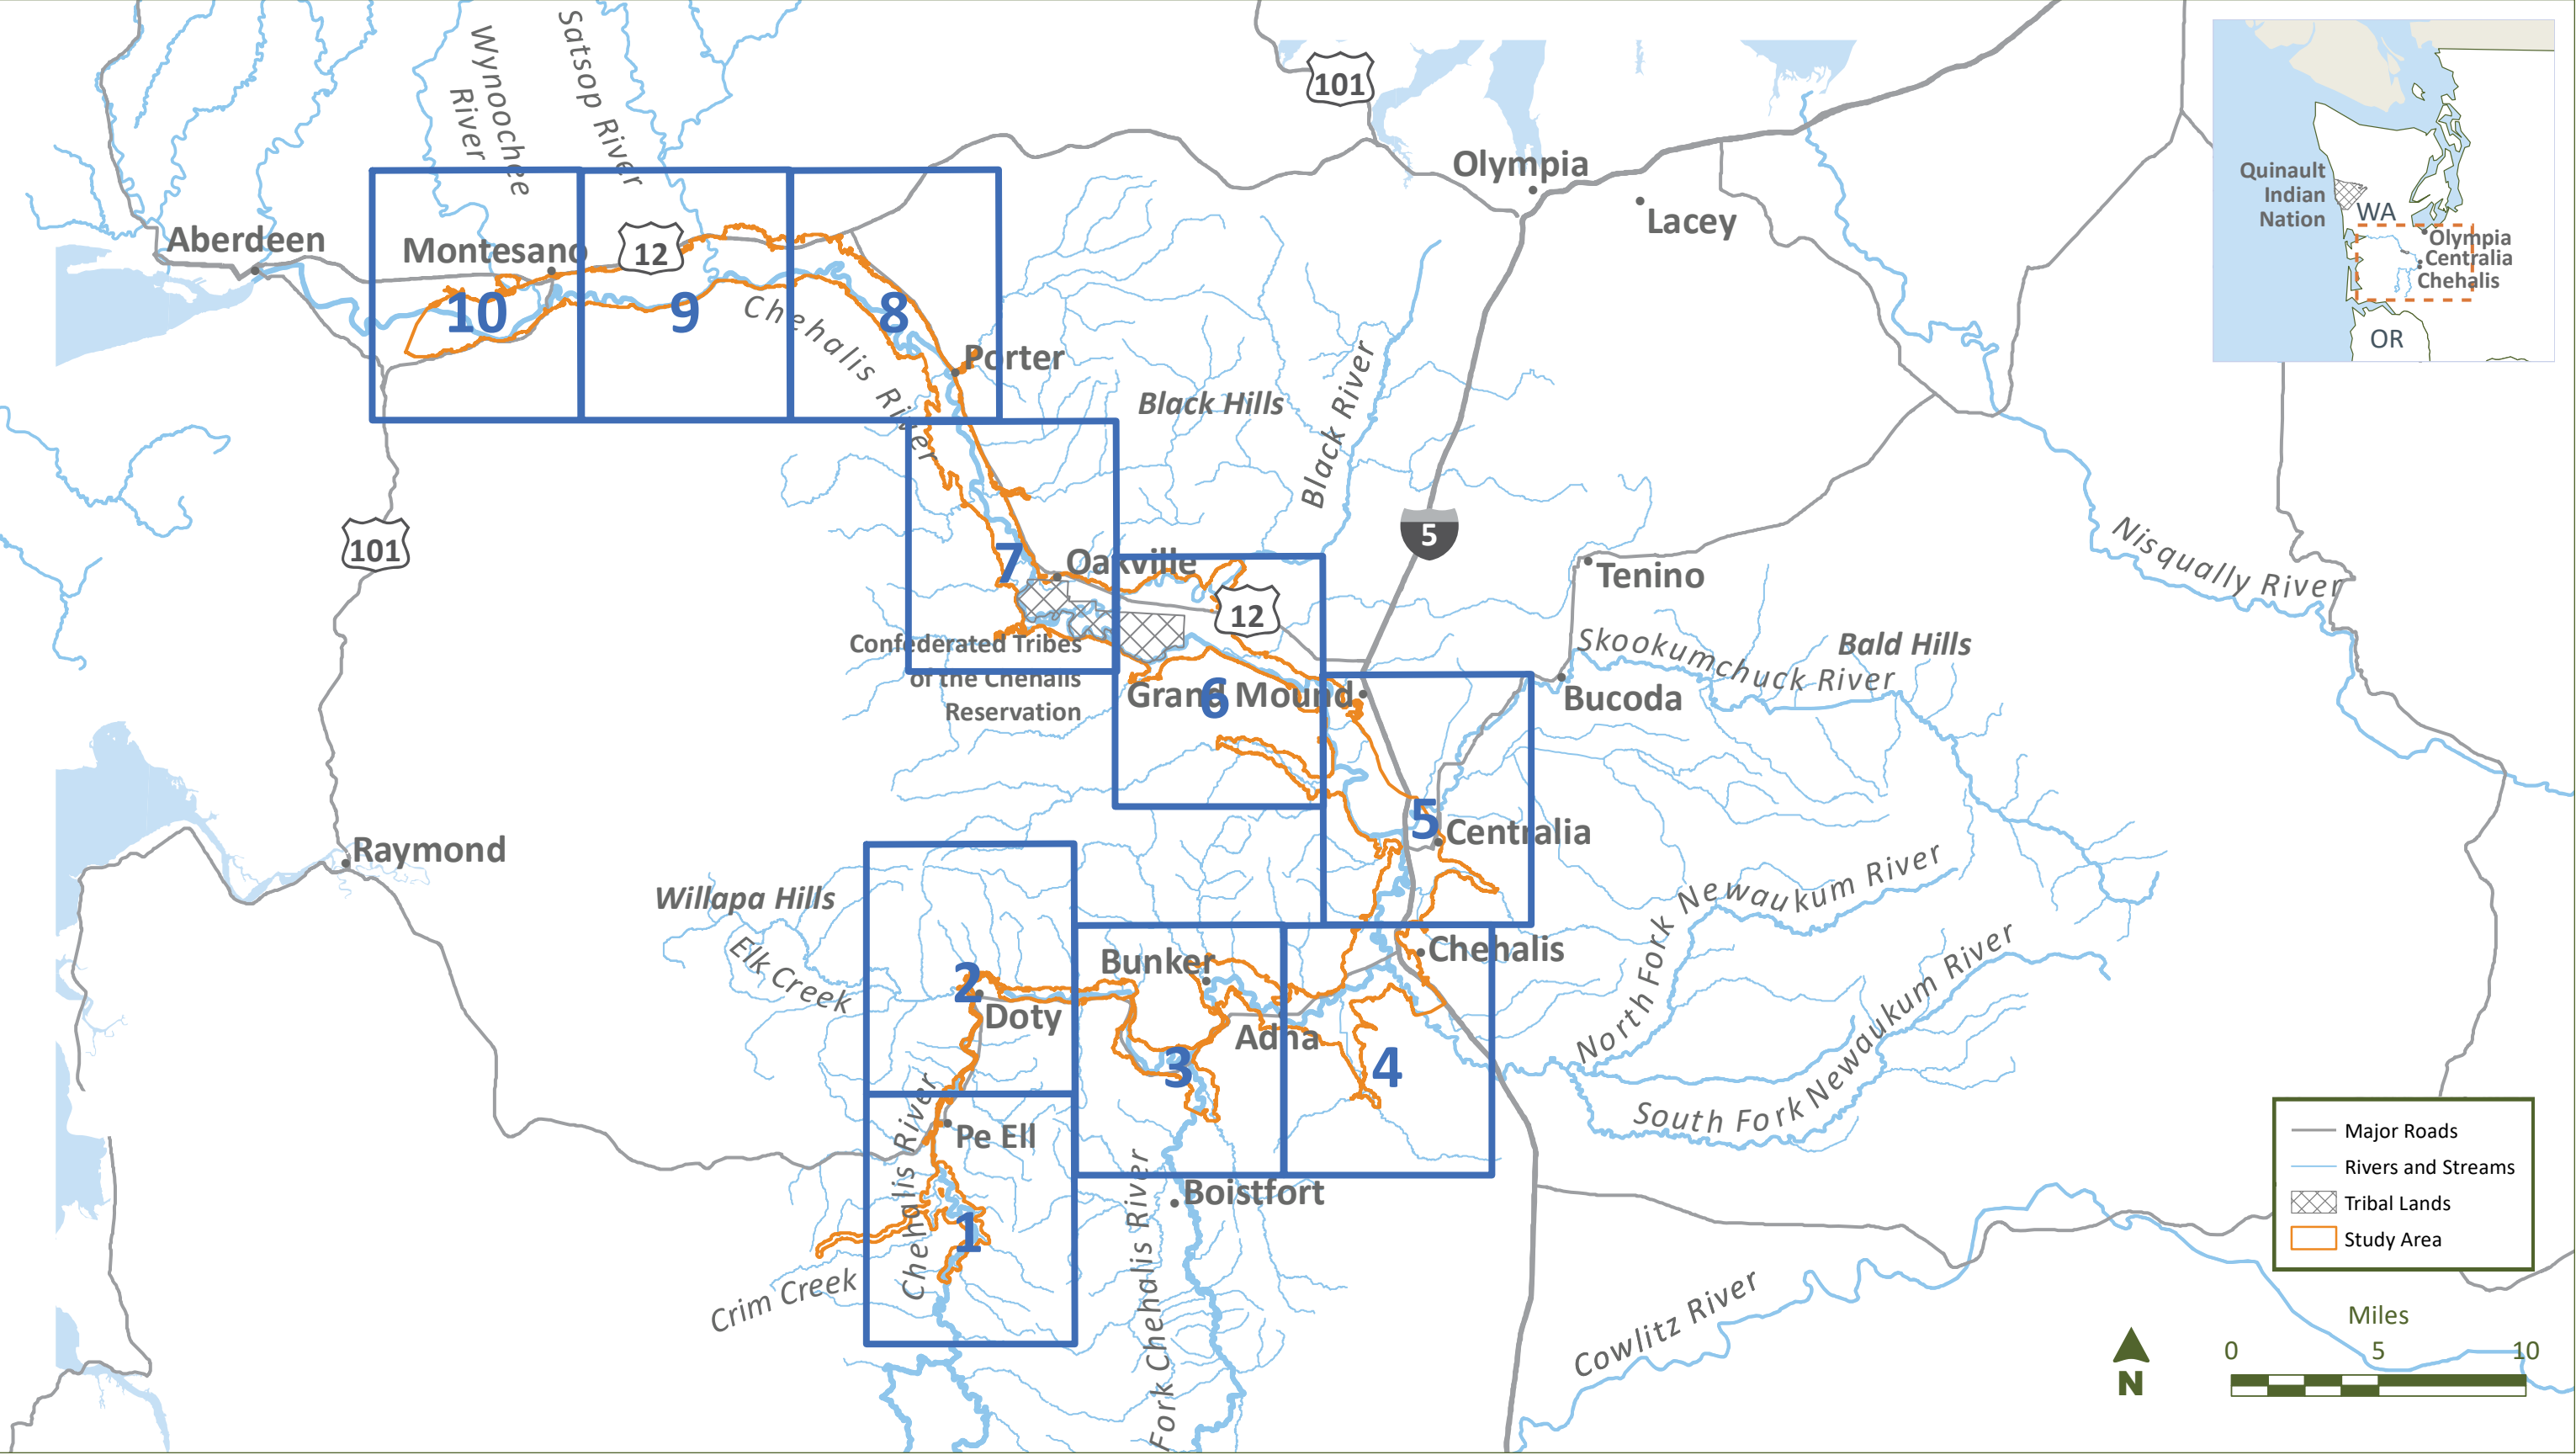 Wynoochee
River
Satsop River
101
Olympia
Lacey
Quinault
Indian
Nation
WA
Olympia
Centralia
Chehalis
OR
Aberdeen
Montesano
12
10
9
8
Chehalis River
Porter
Black Hills
Black River
101
5
7
Oakville
12
Tenino
Nisqually River
Confederated Tribes
of the Chehalis
Reservation
Grand Mound
6
Skookumchuck River
Bald Hills
Bucoda
5
Centralia
Raymond
Willapa Hills
Elk Creek
2
Doty
Bunker
Chehalis
Adna
3
4
North Fork Newaukum River
South Fork Newaukum River
Chehalis River
Pe Ell
1
Crim Creek
Boistfort
Fork Chehalis River
Cowlitz River
Major Roads
Rivers and Streams
Tribal Lands
Study Area
Miles
0 5 10
N